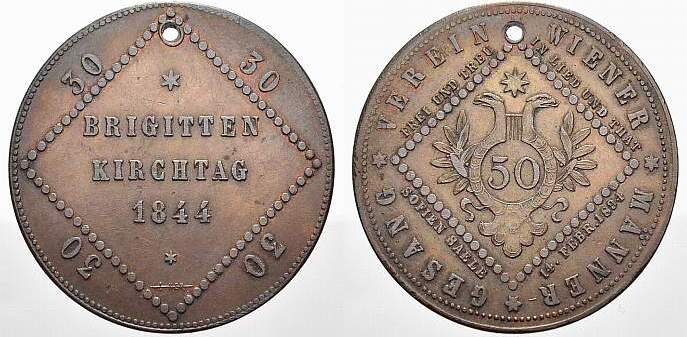 30 30
BRIGITTEN
KIRCHTAG
1844
30 30
WIENER MÄNNER GESANG VEREIN
FREI UND TREU
IN LIED UND THAT
50
SOFIEN SAELE
14. FEBR. 1894